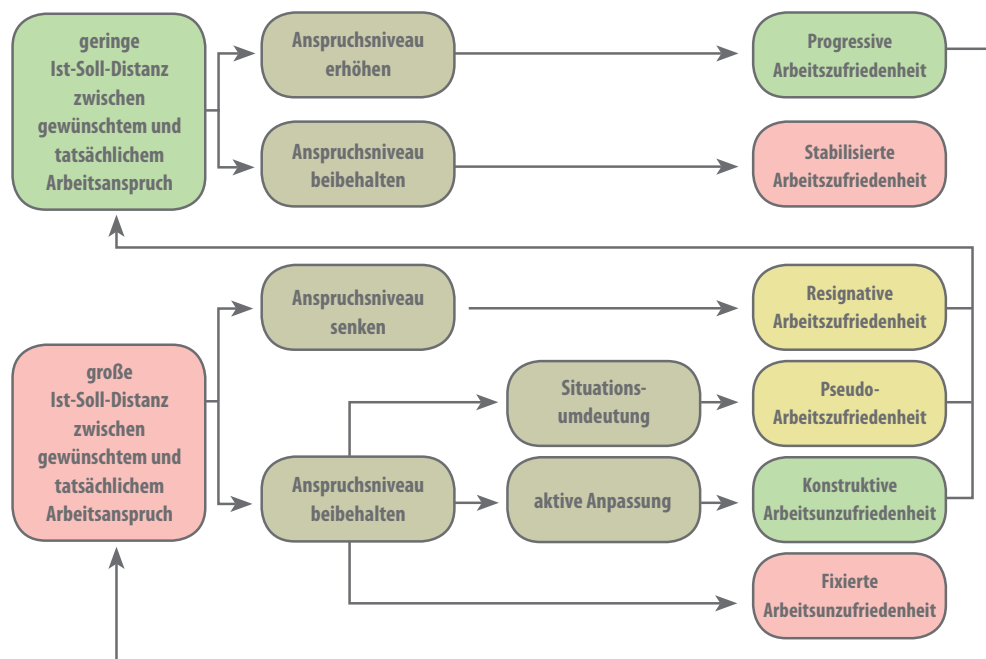 geringe
Ist-Soll-Distanz
zwischen
gewünschtem und
tatsächlichem
Arbeitsanspruch
Anspruchsniveau
erhöhen
Progressive
Arbeitszufriedenheit
Anspruchsniveau
beibehalten
Stabilisierte
Arbeitszufriedenheit
große
Ist-Soll-Distanz
zwischen
gewünschtem und
tatsächlichem
Arbeitsanspruch
Anspruchsniveau
senken
Resignative
Arbeitszufriedenheit
Situations-
umdeutung
Pseudo-
Arbeitszufriedenheit
Anspruchsniveau
beibehalten
aktive Anpassung
Konstruktive
Arbeitsunzufriedenheit
Fixierte
Arbeitsunzufriedenheit